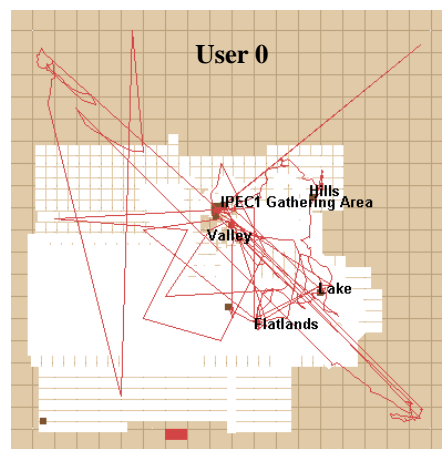 User 0
Hills
IPEC1 Gathering Area
Valley
Lake
Flatlands